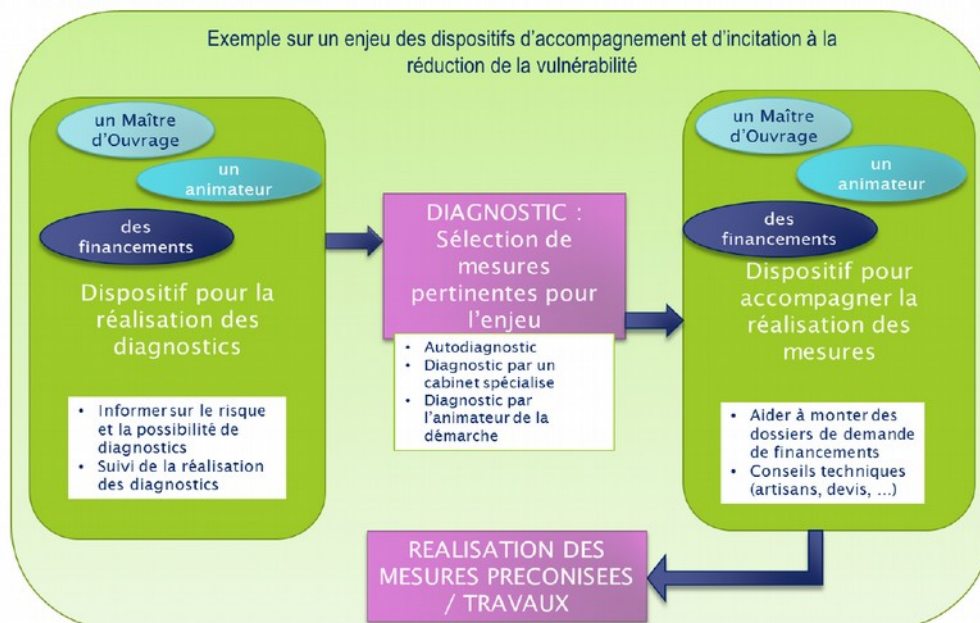 Exemple sur un enjeu des dispositifs d'accompagnement et d'incitation à la
réduction de la vulnérabilité
un Maître
d'Ouvrage
un
animateur
des
financements
Dispositif pour la
réalisation des
diagnostics
• Informer sur le risque
et la possibilité de
diagnostics
• Suivi de la réalisation
des diagnostics
DIAGNOSTIC :
Sélection de
mesures
pertinentes pour
l'enjeu
• Autodiagnostic
• Diagnostic par un
cabinet spécialise
• Diagnostic par
l'animateur de la
démarche
un Maître
d'Ouvrage
un
animateur
des
financements
Dispositif pour
accompagner la
réalisation des
mesures
• Aider à monter des
dossiers de demande
de financements
• Conseils techniques
(artisans, devis, ...)
REALISATION DES
MESURES PRECONISEES
/ TRAVAUX